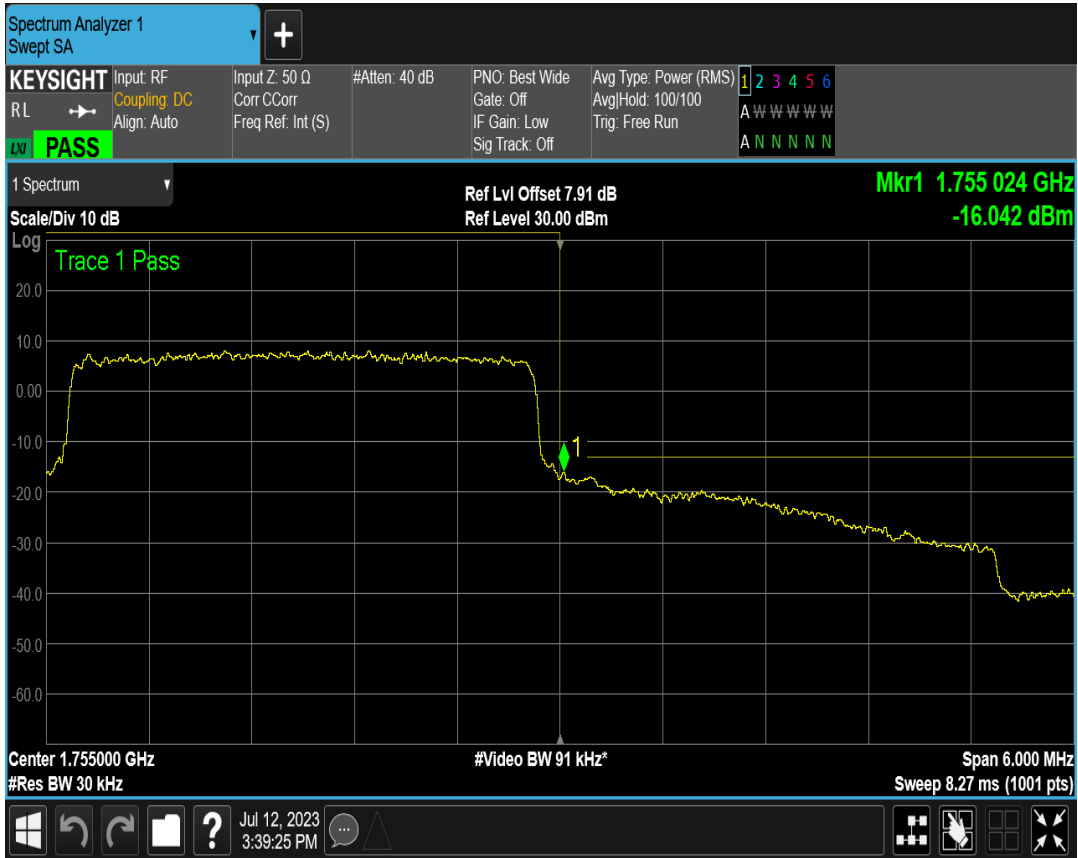 Spectrum Analyzer 1
Swept SA
+
KEYSIGHT
RL
LXI PASS
Input: RF
Coupling: DC
Align: Auto
Input Z: 50 Ω
Corr CCorr
Freq Ref: Int (S)
#Atten: 40 dB
PNO: Best Wide
Gate: Off
IF Gain: Low
Sig Track: Off
Avg Type: Power (RMS)
Avg|Hold: 100/100
Trig: Free Run
1 2 3 4 5 6
A W W W W W
A N N N N N
1 Spectrum
Scale/Div 10 dB
Ref Lvl Offset 7.91 dB
Ref Level 30.00 dBm
Mkr1 1.755 024 GHz
-16.042 dBm
Log
Trace 1 Pass
20.0
10.0
0.00
-10.0
1
-20.0
-30.0
-40.0
-50.0
-60.0
Center 1.755000 GHz
#Video BW 91 kHz*
Span 6.000 MHz
#Res BW 30 kHz
Sweep 8.27 ms (1001 pts)
?
Jul 12, 2023
3:39:25 PM